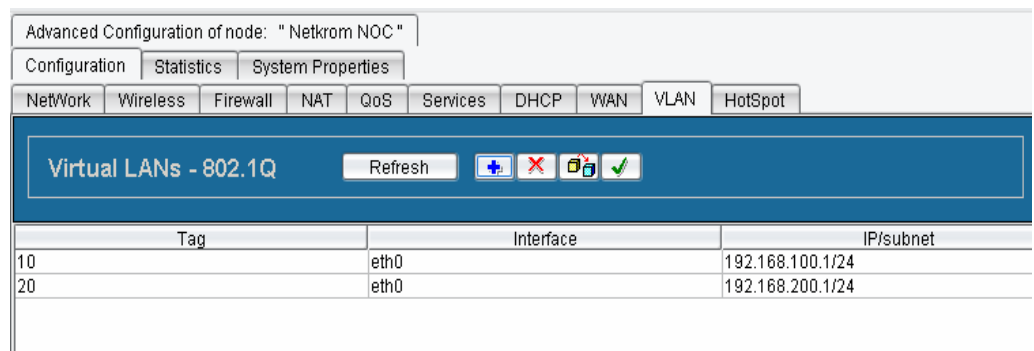 Advanced Configuration of node: " Netkrom NOC "
Configuration Statistics System Properties
NetWork Wireless Firewall NAT QoS Services DHCP WAN VLAN HotSpot
Virtual LANs - 802.1Q Refresh
Tag Interface IP/subnet
10 eth0 192.168.100.1/24
20 eth0 192.168.200.1/24